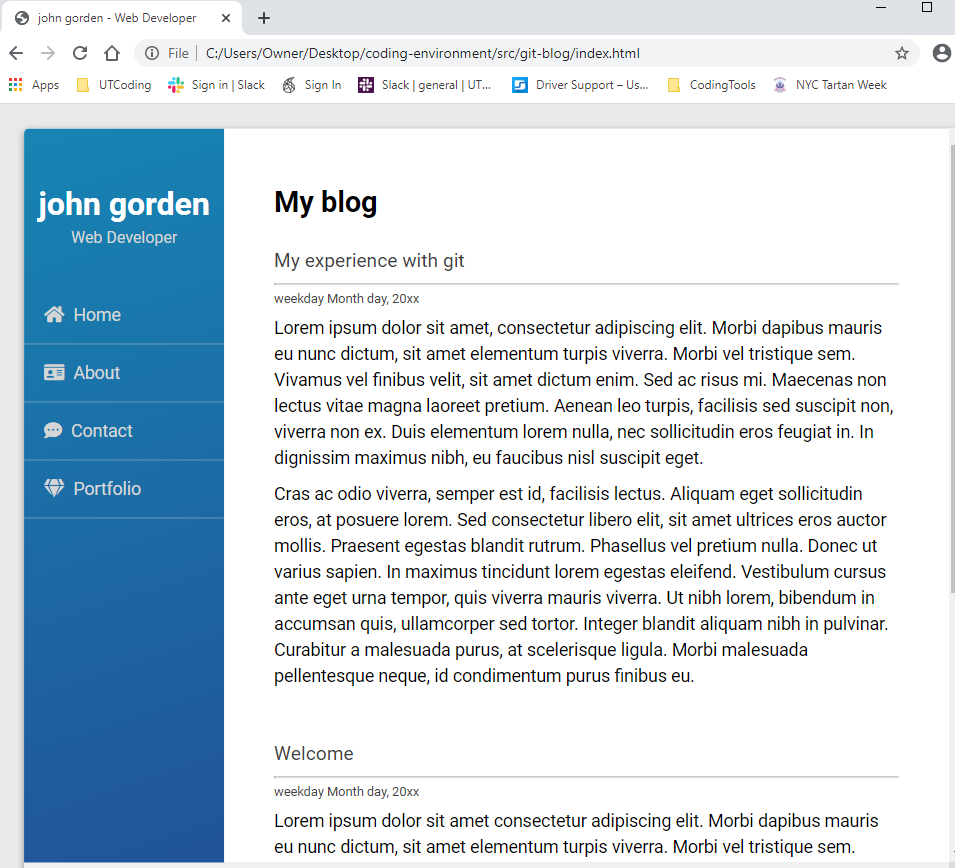 john gorden - Web Developer
File C:/Users/Owner/Desktop/coding-environment/src/git-blog/index.html
Apps UTCoding Sign in | Slack Sign In Slack | general | UT... Driver Support – Us... CodingTools NYC Tartan Week
john gorden
Web Developer
Home
About
Contact
Portfolio
My blog
My experience with git
weekday Month day, 20xx
Lorem ipsum dolor sit amet, consectetur adipiscing elit. Morbi dapibus mauris
eu nunc dictum, sit amet elementum turpis viverra. Morbi vel tristique sem.
Vivamus vel finibus velit, sit amet dictum enim. Sed ac risus mi. Maecenas non
lectus vitae magna laoreet pretium. Aenean leo turpis, facilisis sed suscipit non,
viverra non ex. Duis elementum lorem nulla, nec sollicitudin eros feugiat in. In
dignissim maximus nibh, eu faucibus nisl suscipit eget.
Cras ac odio viverra, semper est id, facilisis lectus. Aliquam eget sollicitudin
eros, at posuere lorem. Sed consectetur libero elit, sit amet ultrices eros auctor
mollis. Praesent egestas blandit rutrum. Phasellus vel pretium nulla. Donec ut
varius sapien. In maximus tincidunt lorem egestas eleifend. Vestibulum cursus
ante eget urna tempor, quis viverra mauris viverra. Ut nibh lorem, bibendum in
accumsan quis, ullamcorper sed tortor. Integer blandit aliquam nibh in pulvinar.
Curabitur a malesuada purus, at scelerisque ligula. Morbi malesuada
pellentesque neque, id condimentum purus finibus eu.
Welcome
weekday Month day, 20xx
Lorem ipsum dolor sit amet consectetur adipiscing elit. Morbi dapibus mauris
eu nunc dictum, sit amet elementum turpis viverra. Morbi vel tristique sem.